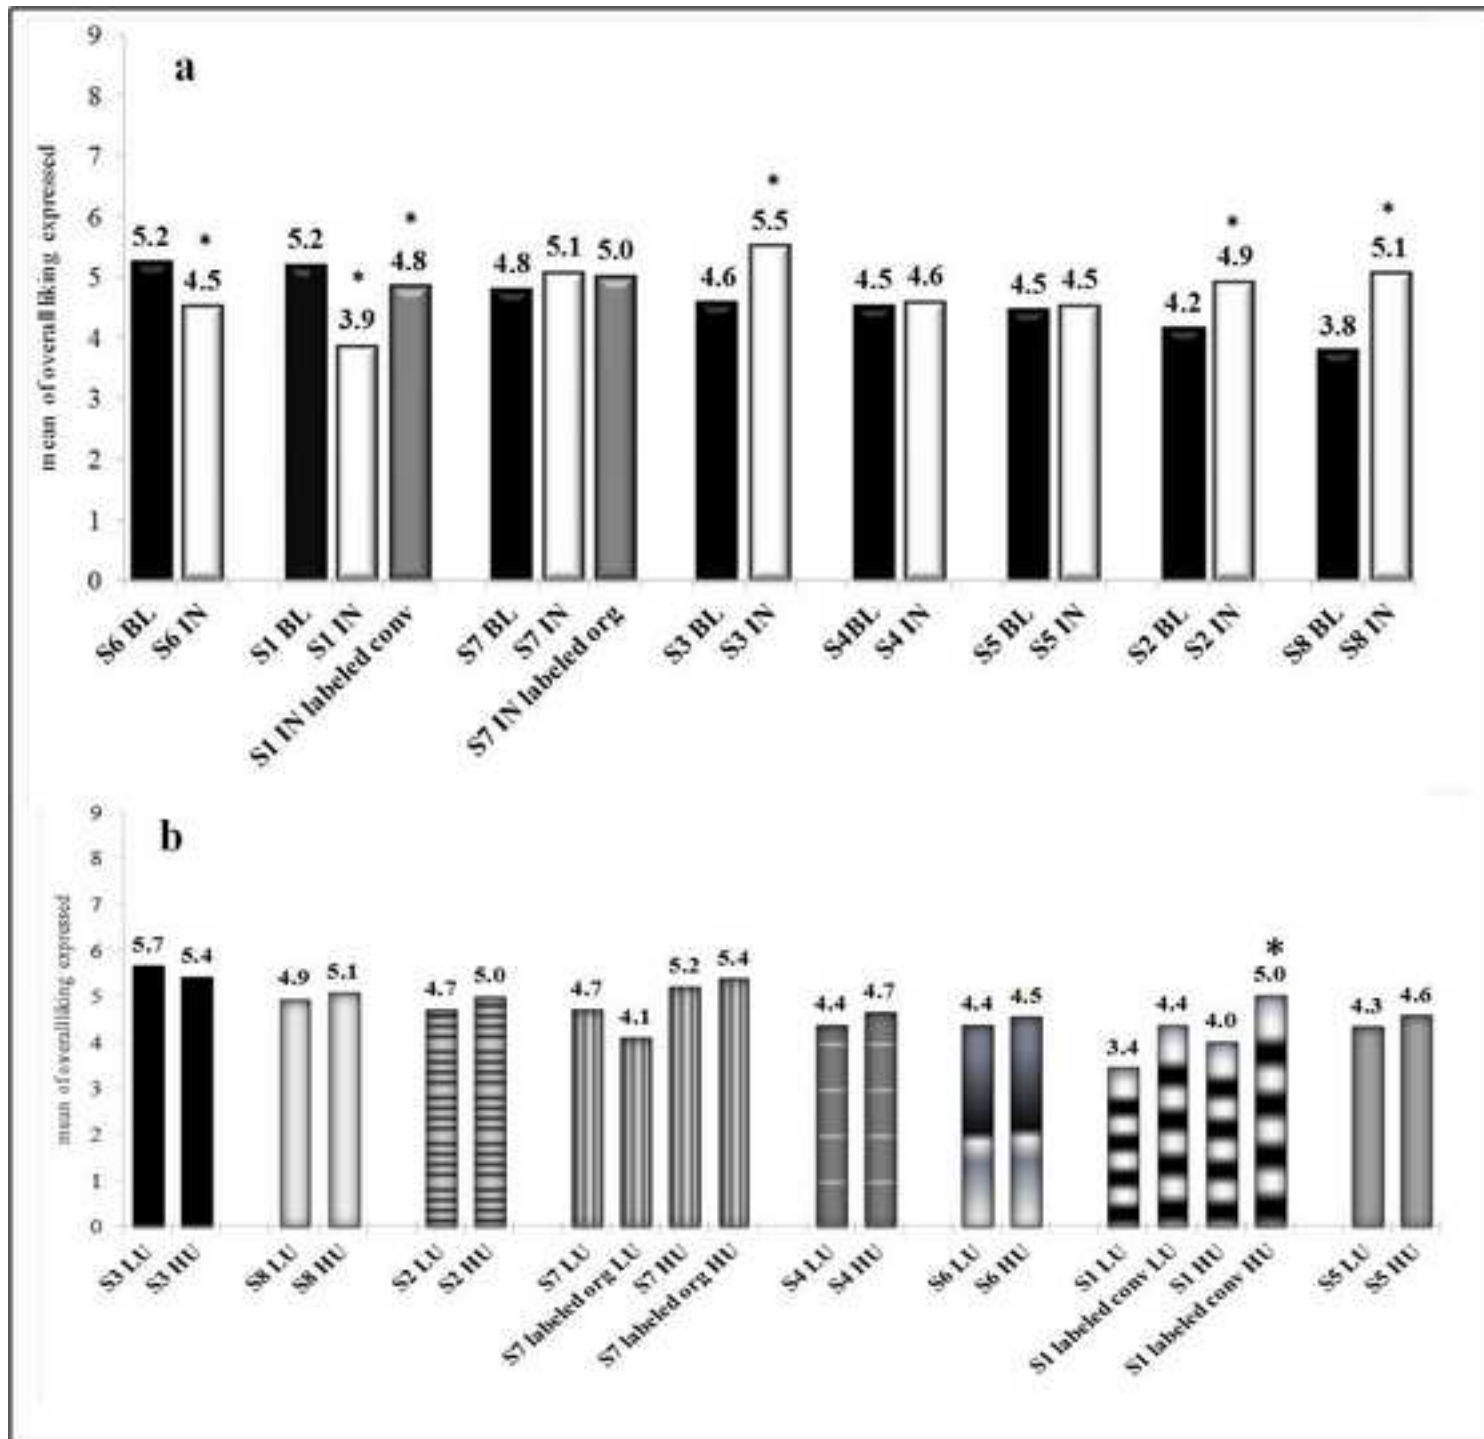 a
mean of overall liking expressed
9
8
7
6
5
4
3
2
1
0
5.2
*
4.5
5.2
*
3.9
*
4.8
4.8
5.1
5.0
4.6
*
5.5
4.5
4.6
4.5
4.5
4.2
*
4.9
3.8
*
5.1
S6 BL
S6 IN
S1 BL
S1 IN
S1 IN labeled conv
S7 BL
S7 IN
S7 IN labeled org
S3 BL
S3 IN
S4BL
S4 IN
S5 BL
S5 IN
S2 BL
S2 IN
S8 BL
S8 IN
b
mean of overall liking expressed
9
8
7
6
5
4
3
2
1
0
5.7
5.4
4.9
5.1
4.7
5.0
4.7
4.1
5.2
5.4
4.4
4.7
4.4
4.5
3.4
4.4
4.0
*
5.0
4.3
4.6
S3 LU
S3 HU
S8 LU
S8 HU
S2 LU
S2 HU
S7 LU
S7 labeled org LU
S7 HU
S7 labeled org HU
S4 LU
S4 HU
S6 LU
S6 HU
S1 LU
S1 labeled conv LU
S1 HU
S1 labeled conv HU
S5 LU
S5 HU